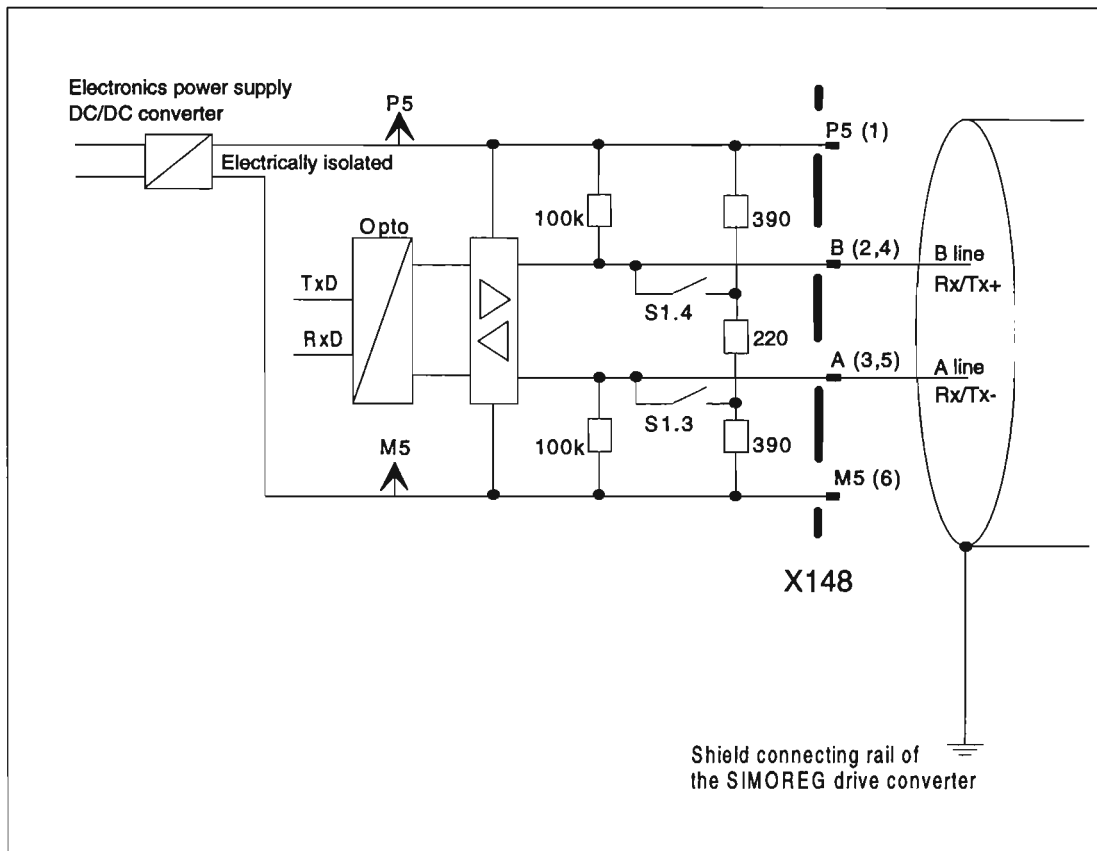 Electronics power supply
DC/DC converter
P5
P5 (1)
Electrically isolated
100k
390
Opto
B (2,4)
B line
Rx/Tx+
TxD
S1.4
RxD
220
A (3,5)
A line
Rx/Tx-
S1.3
M5
100k
390
M5 (6)
X148
Shield connecting rail of
the SIMOREG drive converter